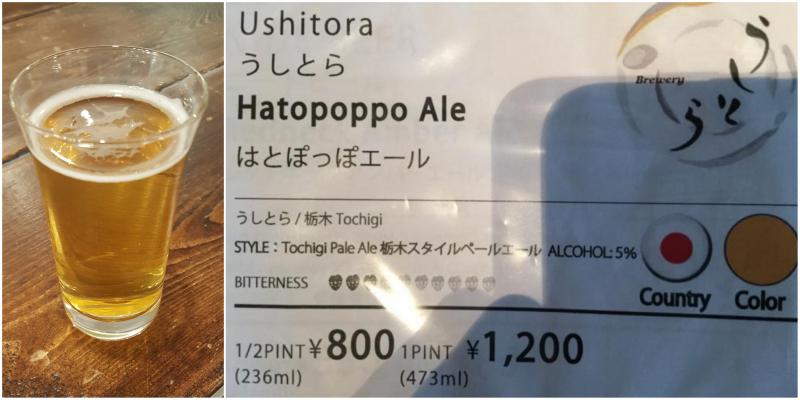 Ushitora
うしとら
Brewery
うしとら
Hatopoppo Ale
はとぽっぽエール
うしとら / 栃木 Tochigi
STYLE : Tochigi Pale Ale 栃木スタイルペールエール ALCOHOL: 5%
BITTERNESS
Country Color
1/2PINT ¥800 1PINT ¥1,200
(236ml) (473ml)